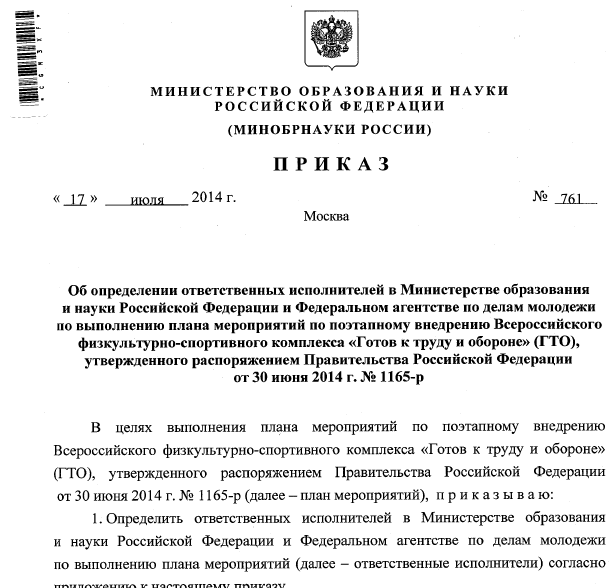 МИНИСТЕРСТВО ОБРАЗОВАНИЯ И НАУКИ
РОССИЙСКОЙ ФЕДЕРАЦИИ
(МИНОБРНАУКИ РОССИИ)
ПРИКАЗ
« 17 » июля 2014 г. № 761
Москва
Об определении ответственных исполнителей в Министерстве образования
и науки Российской Федерации и Федеральном агентстве по делам молодежи
по выполнению плана мероприятий по поэтапному внедрению Всероссийского
физкультурно-спортивного комплекса «Готов к труду и обороне» (ГТО),
утвержденного распоряжением Правительства Российской Федерации
от 30 июня 2014 г. № 1165-р
В целях выполнения плана мероприятий по поэтапному внедрению
Всероссийского физкультурно-спортивного комплекса «Готов к труду и обороне»
(ГТО), утвержденного распоряжением Правительства Российской Федерации
от 30 июня 2014 г. № 1165-р (далее – план мероприятий), п р и к а з ы в а ю:
1. Определить ответственных исполнителей в Министерстве образования
и науки Российской Федерации и Федеральном агентстве по делам молодежи
по выполнению плана мероприятий (далее – ответственные исполнители) согласно
приложению к настоящему приказу.